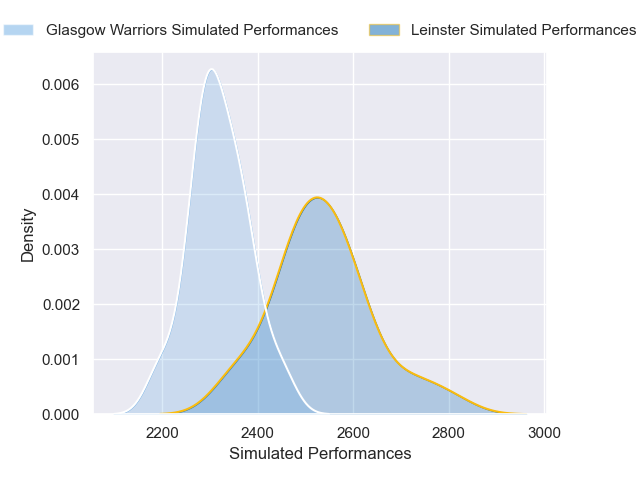 Glasgow Warriors Simulated Performances
Leinster Simulated Performances
0.006
0.005
0.004
0.003
0.002
0.001
0.000
Density
2200 2400 2600 2800 3000
Simulated Performances